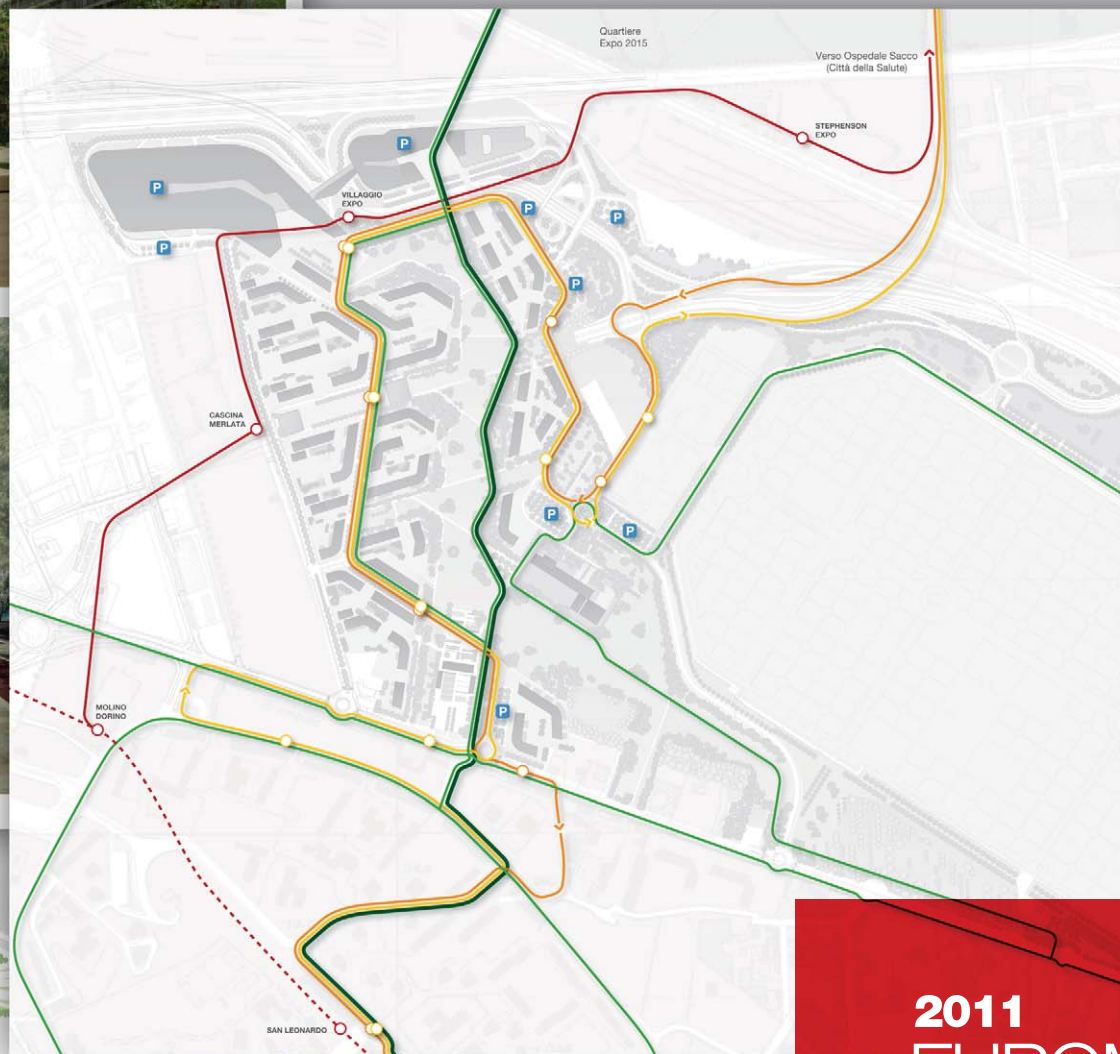 Quartiere
Expo 2015
Verso Ospedale Sacco
(Città della Salute)
STEPHENSON
EXPO
P
P
VILLAGGIO
EXPO
P
P
P
P
CASCINA
MERLATA
P
P
MOLINO
DORINO
P
SAN LEONARDO
2011